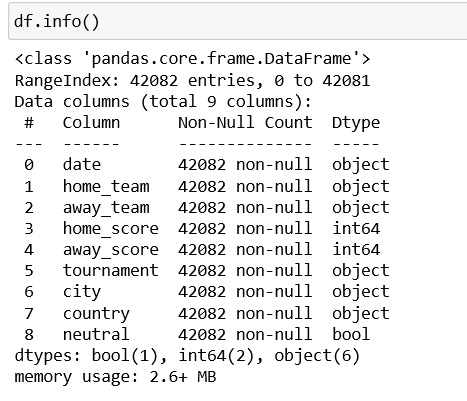 df.info()
<class 'pandas.core.frame.DataFrame'>
RangeIndex: 42082 entries, 0 to 42081
Data columns (total 9 columns):
 #   Column      Non-Null Count  Dtype
---  ------      --------------  -----
 0   date        42082 non-null  object
 1   home_team   42082 non-null  object
 2   away_team   42082 non-null  object
 3   home_score  42082 non-null  int64
 4   away_score  42082 non-null  int64
 5   tournament  42082 non-null  object
 6   city        42082 non-null  object
 7   country     42082 non-null  object
 8   neutral     42082 non-null  bool
dtypes: bool(1), int64(2), object(6)
memory usage: 2.6+ MB